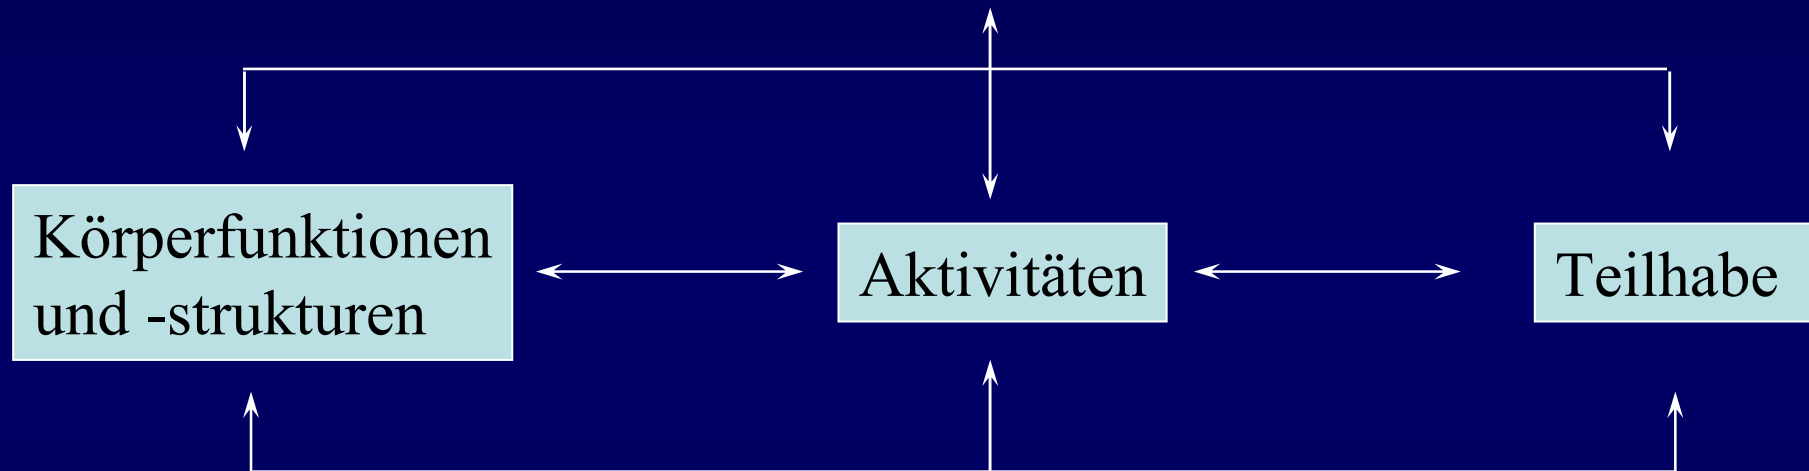 Körperfunktionen
und -strukturen
Aktivitäten
Teilhabe